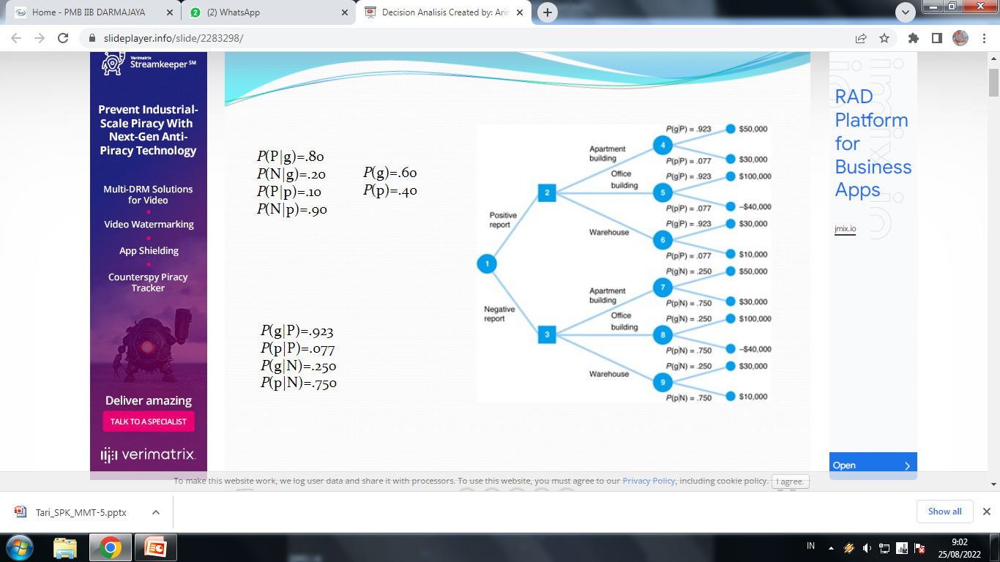 Home - PMB IIB DARMAJAYA
(2) WhatsApp
2
Decision Analisis Created by: Arin
slideplayer.info/slide/2283298/
Verimatrix
Streamkeeper SM
Prevent Industrial-
Scale Piracy With
Next-Gen Anti-
Piracy Technology
Multi-DRM Solutions
for Video
Video Watermarking
App Shielding
Counterspy Piracy
Tracker
Deliver amazing
TALK TO A SPECIALIST
verimatrix
P(P|g)=.80
P(N|g)=.20
P(P|p)=.10
P(N|p)=.90
P(g)=.60
P(p)=.40
P(g|P)=.923
P(p|P)=.077
P(g|N)=.250
P(p|N)=.750
1
Positive
report
Negative
report
2
Apartment
building
Office
building
Warehouse
4
P(g|P) = .923
$50,000
P(p|P) = .077
$30,000
5
P(g|P) = .923
$100,000
P(p|P) = .077
–$40,000
6
P(g|P) = .923
$30,000
P(p|P) = .077
$10,000
3
Apartment
building
Office
building
Warehouse
7
P(g|N) = .250
$50,000
P(p|N) = .750
$30,000
8
P(g|N) = .250
$100,000
P(p|N) = .750
–$40,000
9
P(g|N) = .250
$30,000
P(p|N) = .750
$10,000
RAD
Platform
for
Business
Apps
jmix.io
Open
To make this website work, we log user data and share it with processors. To use this website, you must agree to our Privacy Policy, including cookie policy.
I agree.
Tari_SPK_MMT-5.pptx
Show all
IN
9:02
25/08/2022